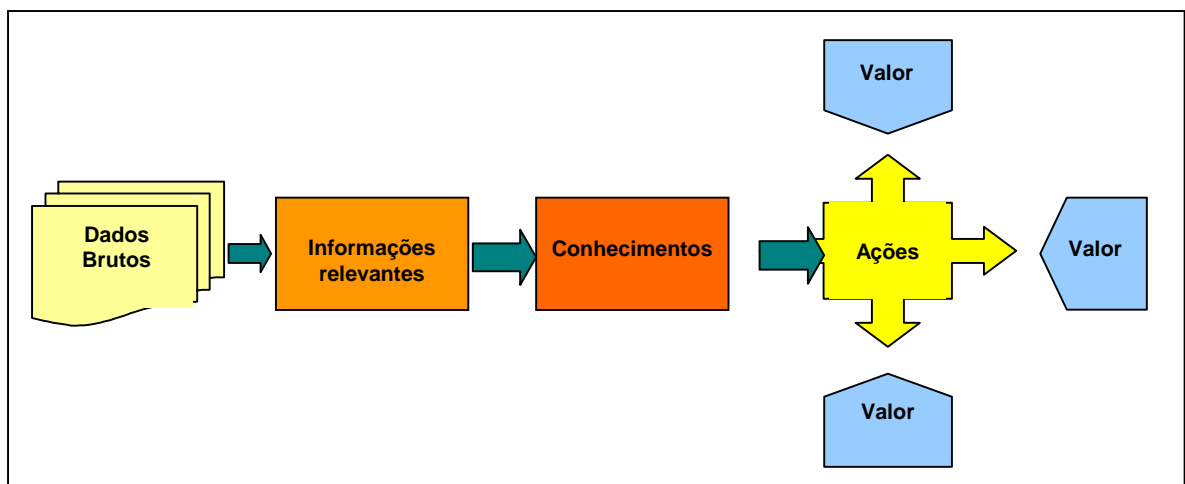 Valor
Dados
Brutos
Informações
relevantes
Conhecimentos
Ações
Valor
Valor